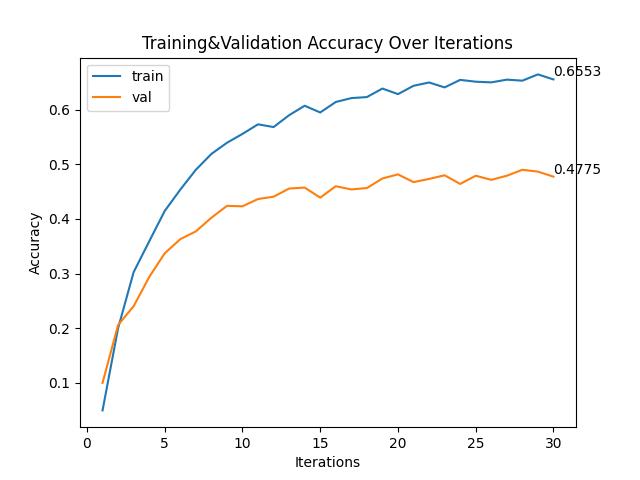 Training&Validation Accuracy Over Iterations
train
val
0.6553
0.4775
Accuracy
0.6
0.5
0.4
0.3
0.2
0.1
0 5 10 15 20 25 30
Iterations